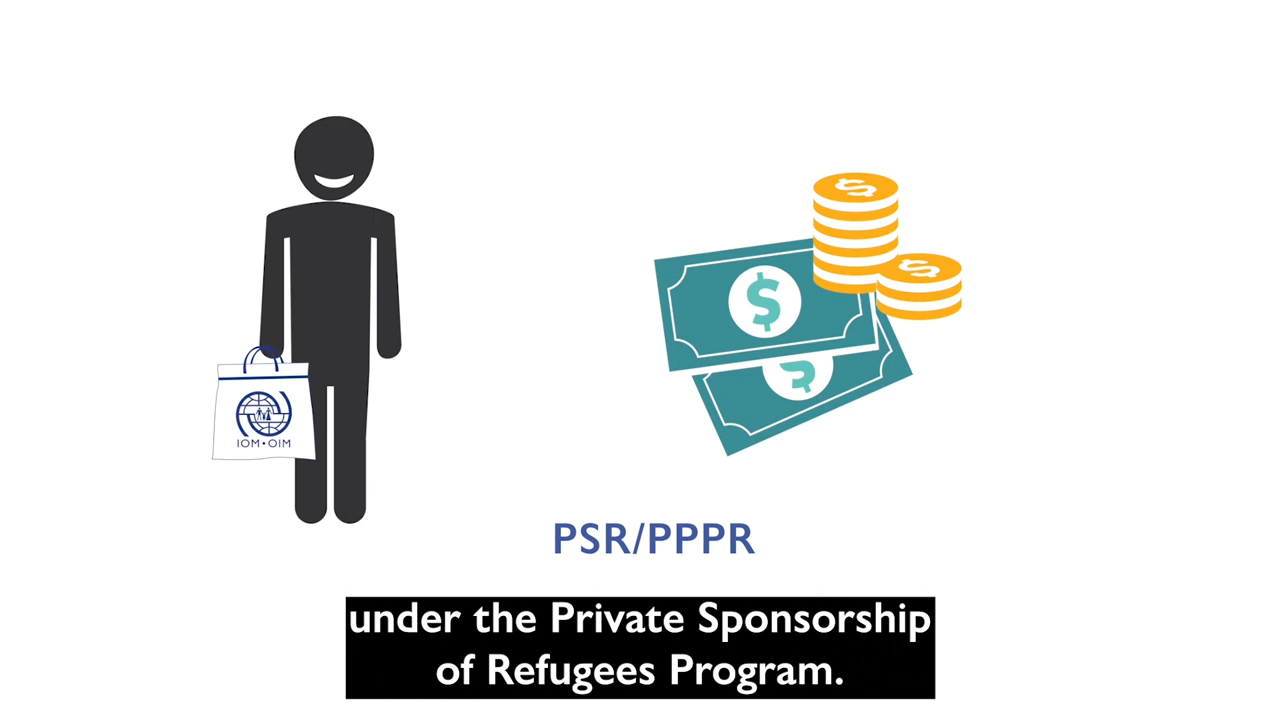 $
$
$
$
IOM•OIM
PSR/PPPR
under the Private Sponsorship
of Refugees Program.